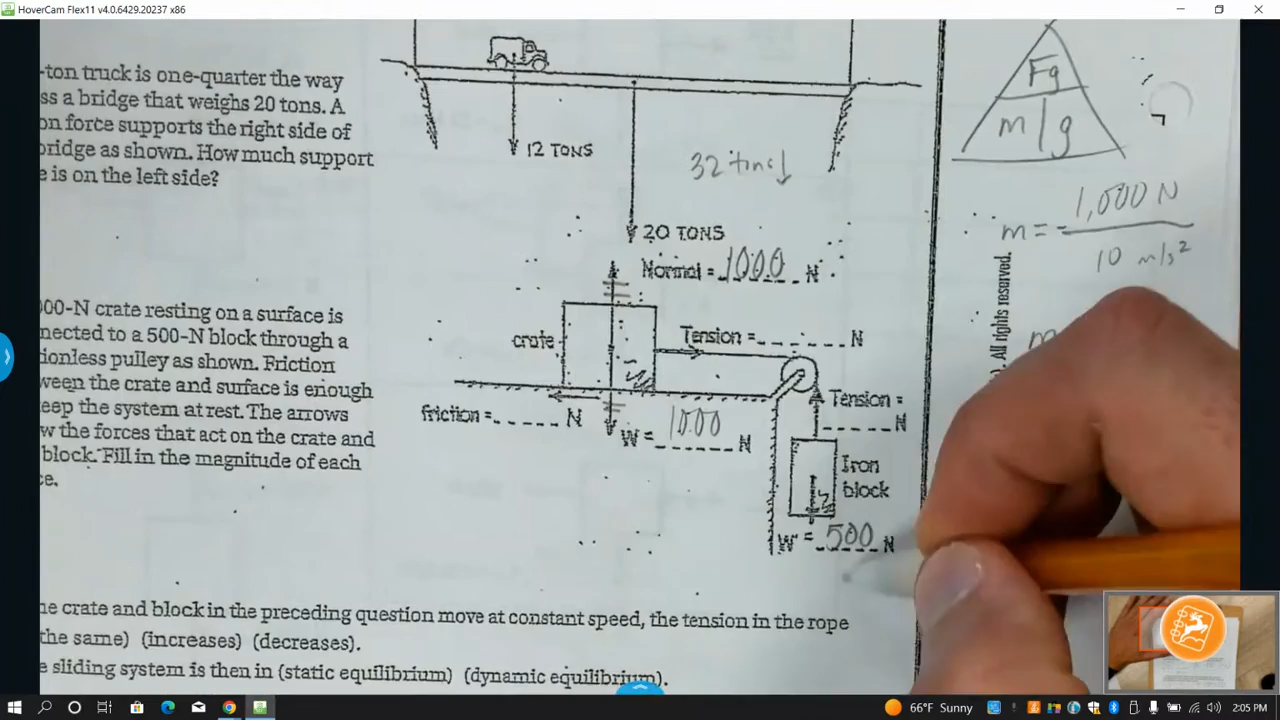 HoverCam Flex11 v4.0.6429.20237 x86
-ton truck is one-quarter the way
ss a bridge that weighs 20 tons. A
on force supports the right side of
bridge as shown. How much support
e is on the left side?
12 TONS
32 tons↓
20 TONS
Fg
m | g
m = 1,000 N
10 m/s²
Normal = 1000 N
000-N crate resting on a surface is
nected to a 500-N block through a
ionless pulley as shown. Friction
ween the crate and surface is enough
eep the system at rest. The arrows
w the forces that act on the crate and
block. Fill in the magnitude of each
ce.
crate
Tension = N
Tension =
N
friction = N
W = 1000 N
Iron
block
W = 500 N
All rights reserved.
m
he crate and block in the preceding question move at constant speed, the tension in the rope
the same) (increases) (decreases).
e sliding system is then in (static equilibrium) (dynamic equilibrium).
66°F Sunny
2:05 PM